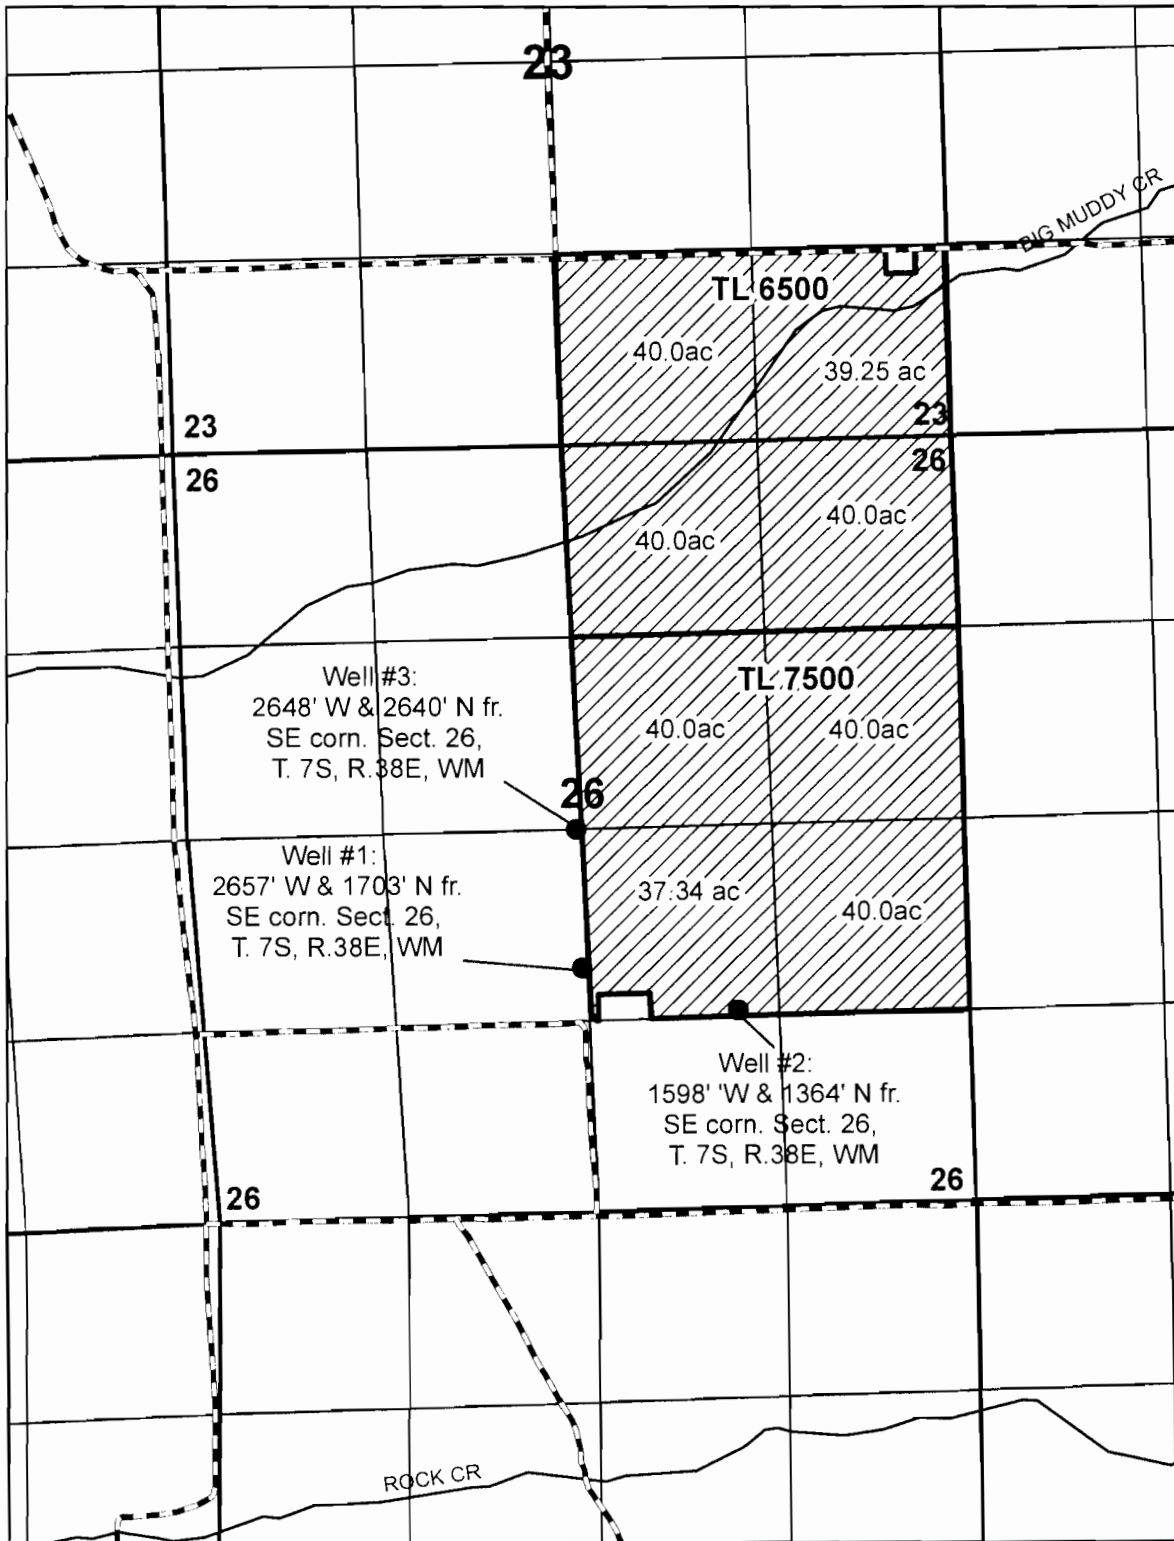 23
BIG MUDDY CR
TL 6500
40.0ac
39.25 ac
23
23
26
26
40.0ac
40.0ac
Well #3:
2648' W & 2640' N fr.
SE corn. Sect. 26,
T. 7S, R.38E, WM
TL 7500
40.0ac
40.0ac
26
Well #1:
2657' W & 1703' N fr.
SE corn. Sect. 26,
T. 7S, R.38E, WM
37.34 ac
40.0ac
Well #2:
1598' 'W & 1364' N fr.
SE corn. Sect. 26,
T. 7S, R.38E, WM
26
26
ROCK CR